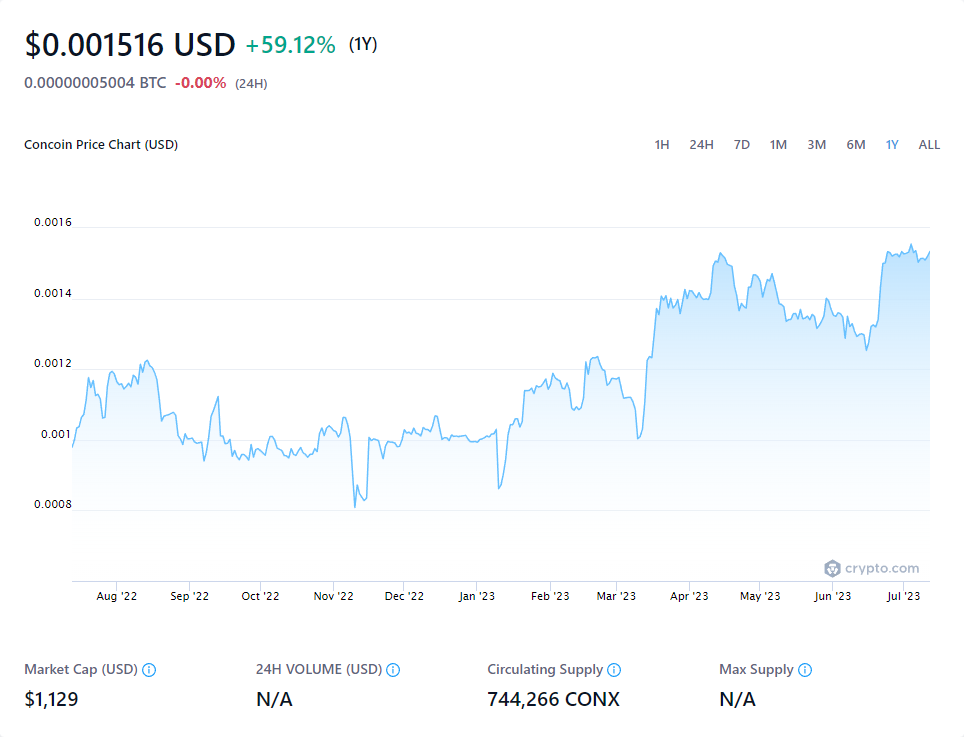 $0.001516 USD +59.12% (1Y)
0.00000005004 BTC -0.00% (24H)
Concoin Price Chart (USD) 1H 24H 7D 1M 3M 6M 1Y ALL
0.0016
0.0014
0.0012
0.001
0.0008
crypto.com
Aug '22 Sep '22 Oct '22 Nov '22 Dec '22 Jan '23 Feb '23 Mar '23 Apr '23 May '23 Jun '23 Jul '23
Market Cap (USD) 24H VOLUME (USD) Circulating Supply Max Supply
$1,129 N/A 744,266 CONX N/A